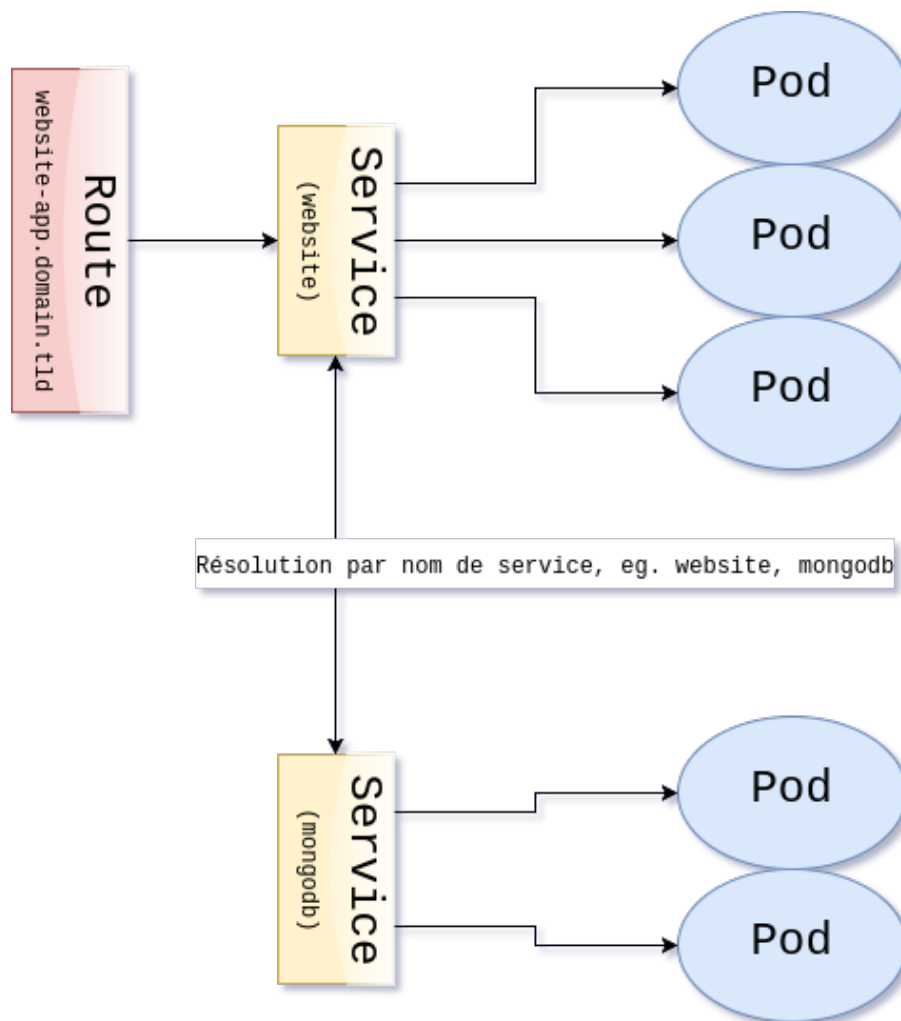 Route
website-app.domain.tld
Service
(website)
Pod
Pod
Pod
Résolution par nom de service, eg. website, mongodb
Service
(mongodb)
Pod
Pod